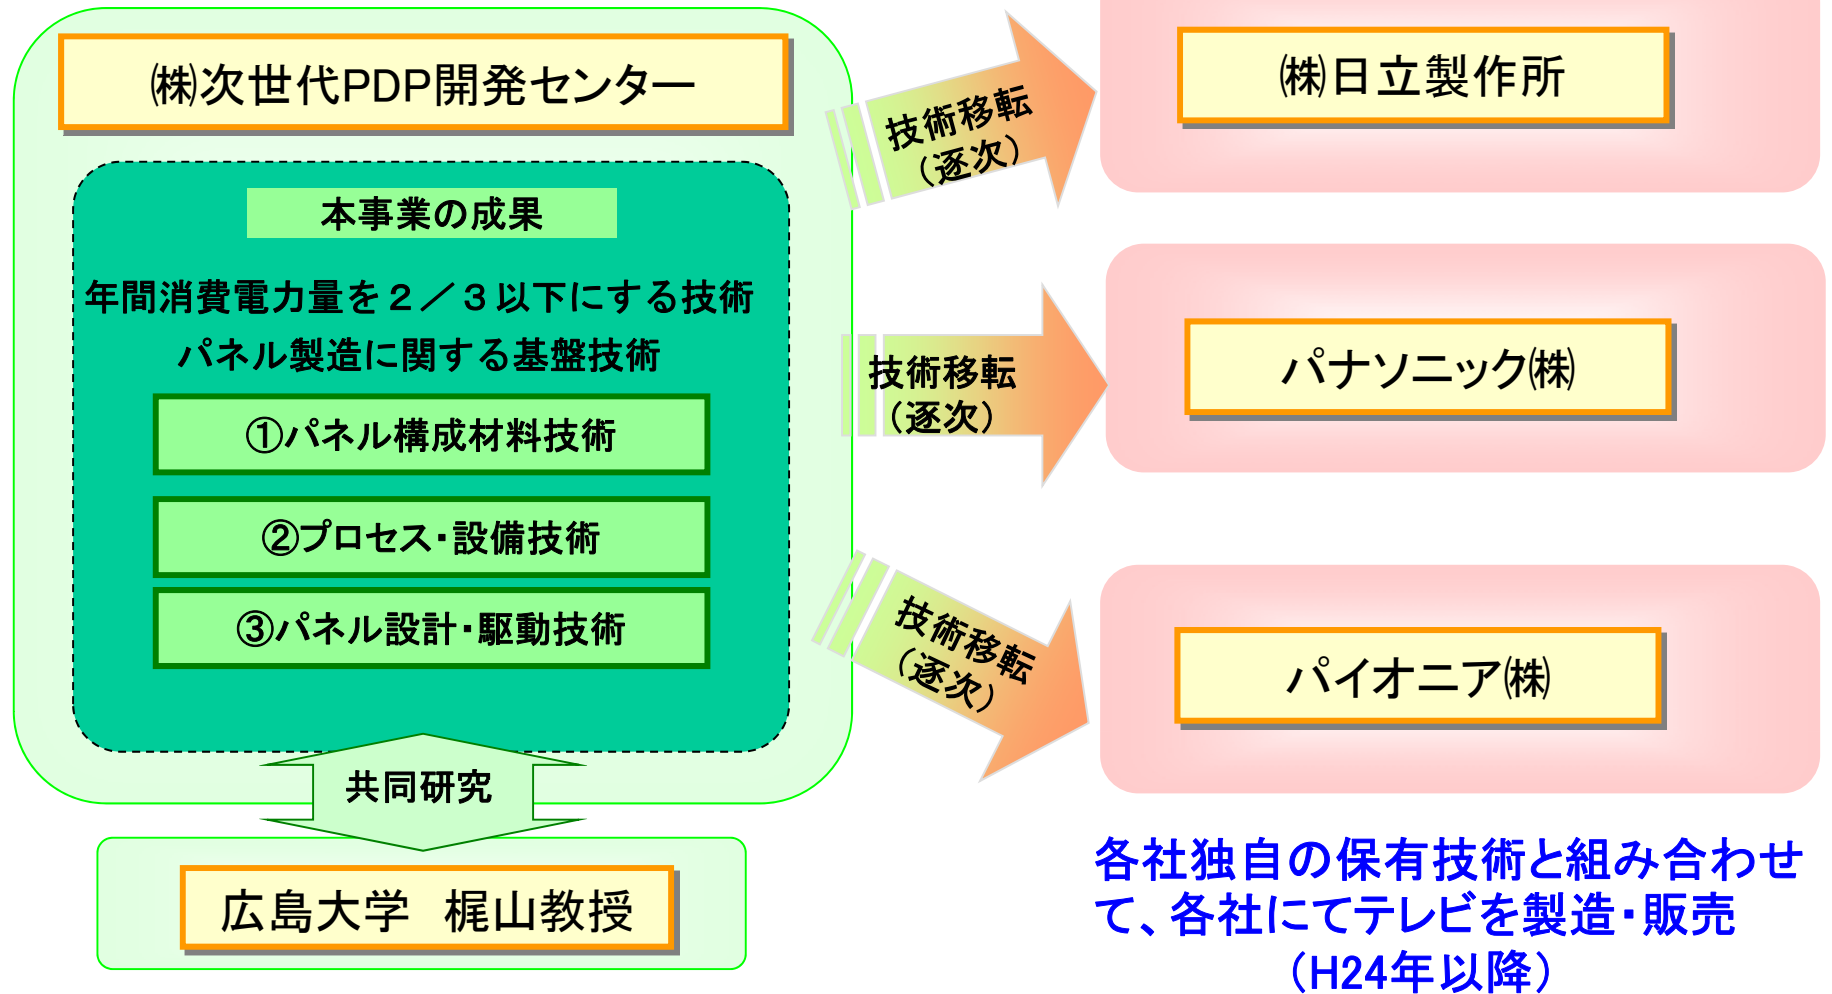 ㈱次世代PDP開発センター
本事業の成果
年間消費電力量を２／３以下にする技術
パネル製造に関する基盤技術
①パネル構成材料技術
②プロセス・設備技術
③パネル設計・駆動技術
共同研究
広島大学　梶山教授
技術移転
（逐次）
㈱日立製作所
技術移転
（逐次）
パナソニック㈱
技術移転
（逐次）
パイオニア㈱
各社独自の保有技術と組み合わせ
て、各社にてテレビを製造・販売
（H24年以降）